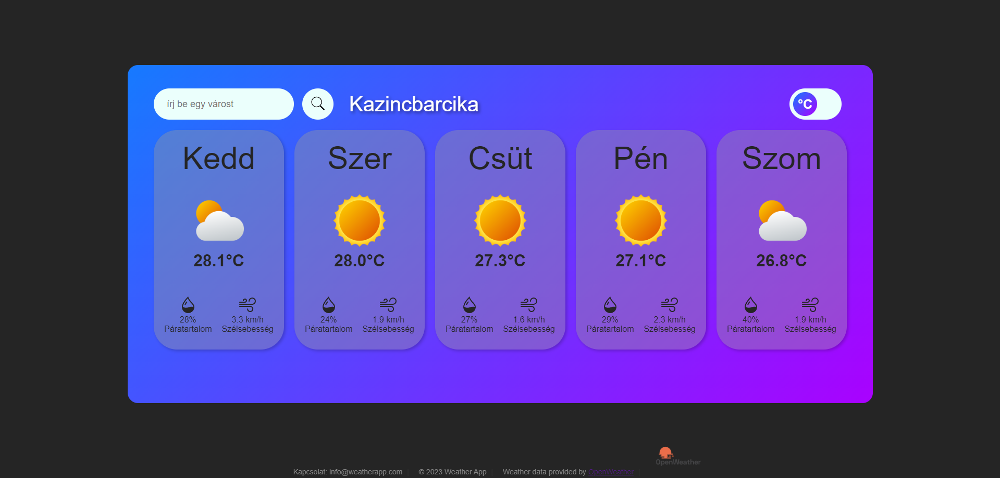 írj be egy várost
Kazincbarcika
°C
Kedd
28.1°C
28%
Páratartalom
3.3 km/h
Szélsebesség
Szer
28.0°C
24%
Páratartalom
1.9 km/h
Szélsebesség
Csüt
27.3°C
27%
Páratartalom
1.6 km/h
Szélsebesség
Pén
27.1°C
29%
Páratartalom
2.3 km/h
Szélsebesség
Szom
26.8°C
40%
Páratartalom
1.9 km/h
Szélsebesség
OpenWeather
Kapcsolat: info@weatherapp.com | © 2023 Weather App | Weather data provided by OpenWeather |